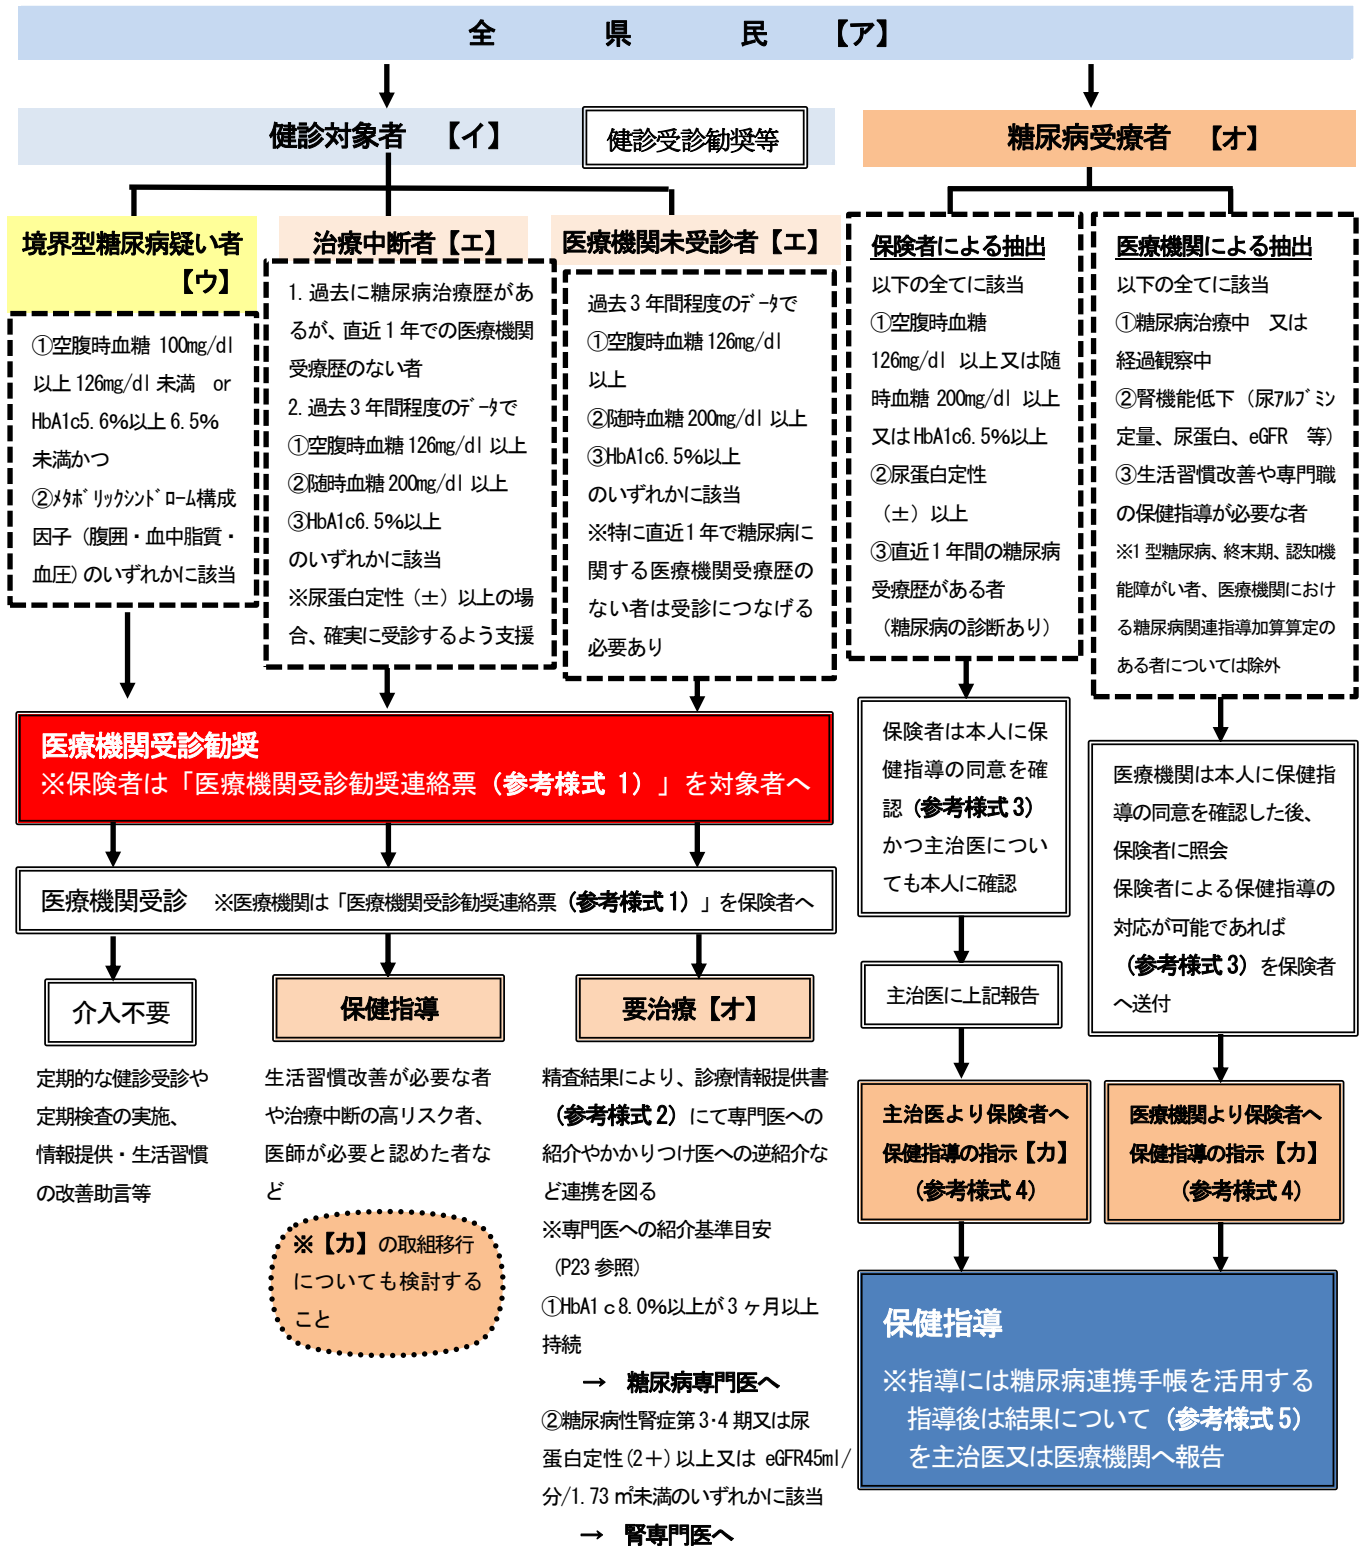 全　県　民　【ア】
健診対象者　【イ】
健診受診勧奨等
糖尿病受療者　【オ】
境界型糖尿病疑い者
【ウ】
①空腹時血糖 100mg/dl
以上 126mg/dl 未満　or
HbA1c5.6%以上 6.5%
未満かつ
②ﾒﾀﾎﾞﾘｯｸｼﾝﾄﾞﾛｰﾑ構成
因子（腹囲・血中脂質・
血圧）のいずれかに該当
治療中断者【エ】
1. 過去に糖尿病治療歴があ
るが、直近 1 年での医療機関
受療歴のない者
2. 過去 3 年間程度のﾃﾞｰﾀで
①空腹時血糖 126mg/dl 以上
②随時血糖 200mg/dl 以上
③HbA1c6.5%以上
のいずれかに該当
※尿蛋白定性（±）以上の場
合、確実に受診するよう支援
医療機関未受診者【エ】
過去 3 年間程度のﾃﾞｰﾀで
①空腹時血糖 126mg/dl
以上
②随時血糖 200mg/dl 以上
③HbA1c6.5%以上
のいずれかに該当
※特に直近 1 年で糖尿病に
関する医療機関受療歴の
ない者は受診につなげる
必要あり
保険者による抽出
以下の全てに該当
①空腹時血糖
126mg/dl 以上又は随
時血糖 200mg/dl 以上
又は HbA1c6.5%以上
②尿蛋白定性
（±）以上
③直近 1 年間の糖尿病
受療歴がある者
（糖尿病の診断あり）
医療機関による抽出
以下の全てに該当
①糖尿病治療中　又は
経過観察中
②腎機能低下（尿ｱﾙﾌﾞﾐﾝ
定量、尿蛋白、eGFR　等）
③生活習慣改善や専門職
の保健指導が必要な者
※1 型糖尿病、終末期、認知機
能障がい者、医療機関におけ
る糖尿病関連指導加算算定の
ある者については除外
医療機関受診勧奨
※保険者は「医療機関受診勧奨連絡票（参考様式 1）」を対象者へ
医療機関受診　※医療機関は「医療機関受診勧奨連絡票（参考様式 1）」を保険者へ
介入不要
定期的な健診受診や
定期検査の実施、
情報提供・生活習慣
の改善助言等
保健指導
生活習慣改善が必要な者
や治療中断の高リスク者、
医師が必要と認めた者な
ど
※【カ】の取組移行
についても検討する
こと
要治療【オ】
精査結果により、診療情報提供書
（参考様式 2）にて専門医への
紹介やかかりつけ医への逆紹介な
ど連携を図る
※専門医への紹介基準目安
（P23 参照）
①HbA1ｃ8.0%以上が 3 ヶ月以上
持続
→　糖尿病専門医へ
②糖尿病性腎症第 3・4 期又は尿
蛋白定性（2＋）以上又は eGFR45ml/
分/1.73 ㎡未満のいずれかに該当
→　腎専門医へ
保険者は本人に保
健指導の同意を確
認（参考様式 3）
かつ主治医につい
ても本人に確認
主治医に上記報告
主治医より保険者へ
保健指導の指示【カ】
（参考様式 4）
医療機関は本人に保健指
導の同意を確認した後、
保険者に照会
保険者による保健指導の
対応が可能であれば
（参考様式 3）を保険者
へ送付
医療機関より保険者へ
保健指導の指示【カ】
（参考様式 4）
保健指導
※指導には糖尿病連携手帳を活用する
指導後は結果について（参考様式 5）
を主治医又は医療機関へ報告